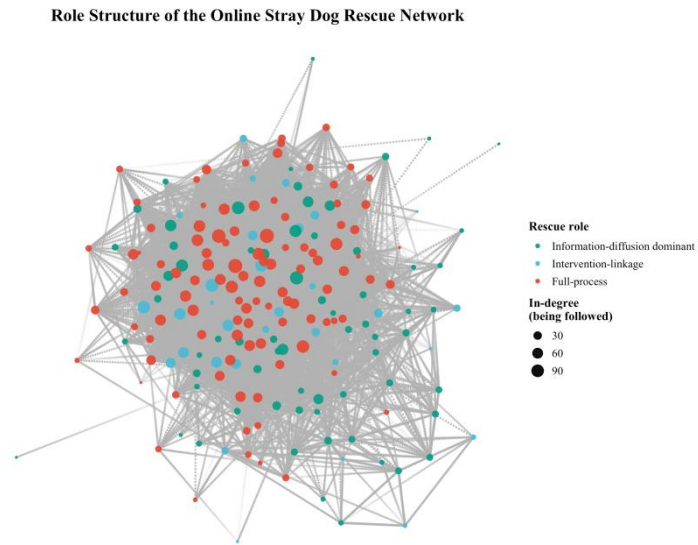 Role Structure of the Online Stray Dog Rescue Network
Rescue role
Information-diffusion dominant
Intervention-linkage
Full-process
In-degree
(being followed)
30
60
90